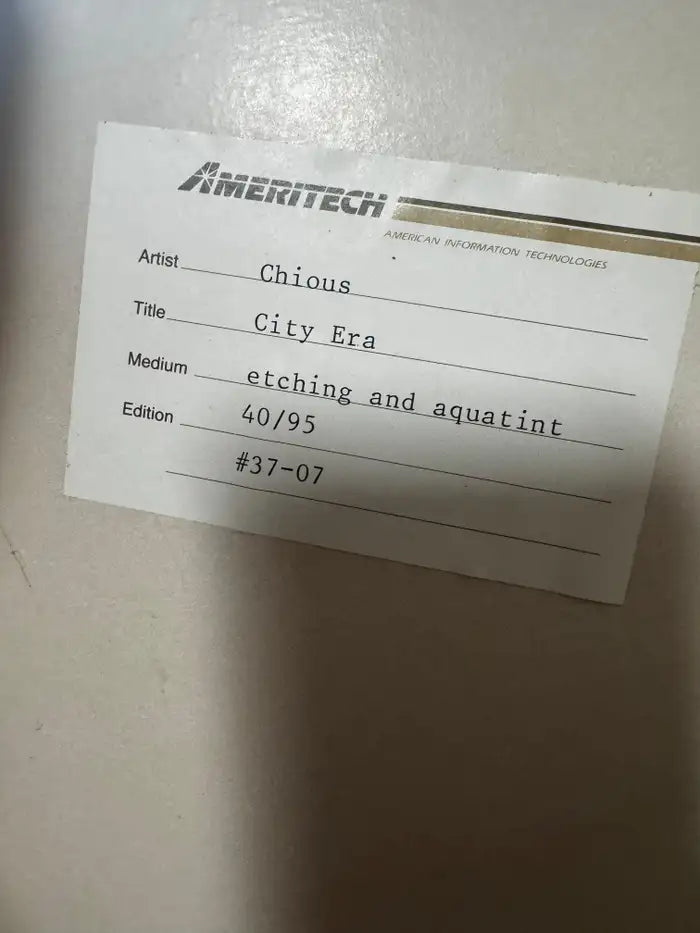 AMERITECH
AMERICAN INFORMATION TECHNOLOGIES
Artist Chious
Title City Era
Medium etching and aquatint
Edition 40/95
#37-07